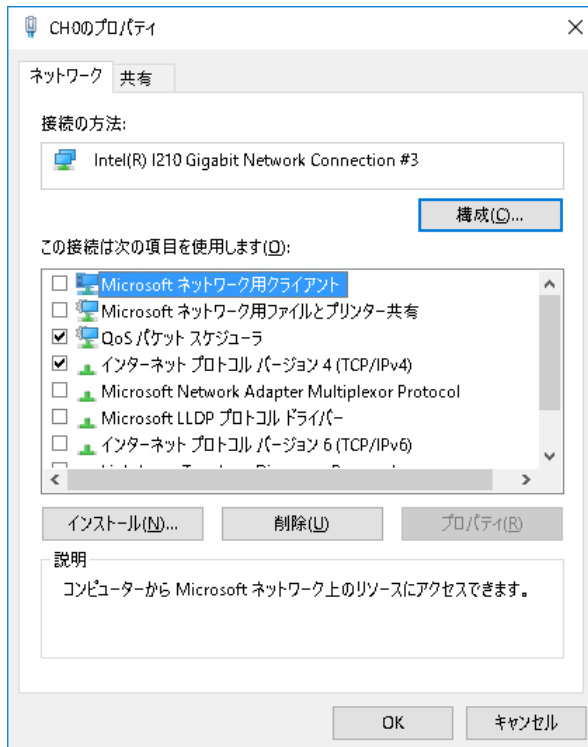 CH0のプロパティ
ネットワーク 共有
接続の方法:
Intel(R) I210 Gigabit Network Connection #3
構成(C)...
この接続は次の項目を使用します(O):
Microsoft ネットワーク用クライアント
Microsoft ネットワーク用ファイルとプリンター共有
QoS パケット スケジューラ
インターネット プロトコル バージョン 4 (TCP/IPv4)
Microsoft Network Adapter Multiplexor Protocol
Microsoft LLDP プロトコル ドライバー
インターネット プロトコル バージョン 6 (TCP/IPv6)
インストール(N)... 削除(U) プロパティ(R)
説明
コンピューターから Microsoft ネットワーク上のリソースにアクセスできます。
OK キャンセル